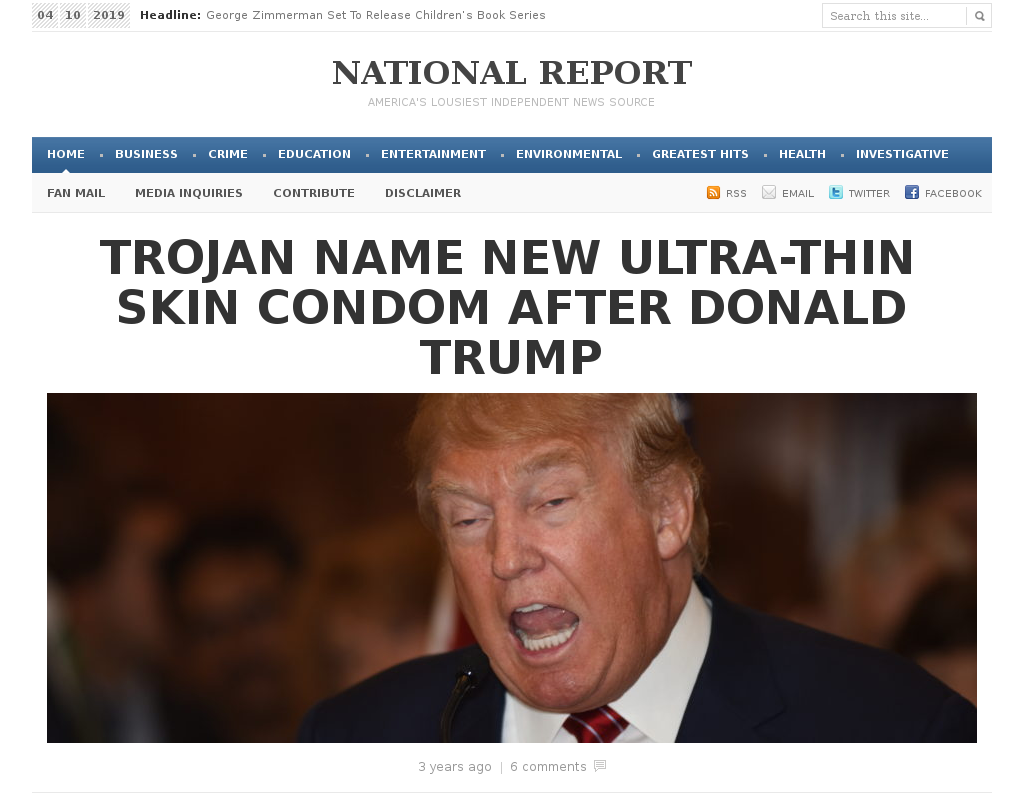 04 10 2019 Headline: George Zimmerman Set To Release Children's Book Series Search this site...
NATIONAL REPORT
AMERICA'S LOUSIEST INDEPENDENT NEWS SOURCE
HOME BUSINESS CRIME EDUCATION ENTERTAINMENT ENVIRONMENTAL GREATEST HITS HEALTH INVESTIGATIVE
FAN MAIL MEDIA INQUIRIES CONTRIBUTE DISCLAIMER RSS EMAIL TWITTER FACEBOOK
TROJAN NAME NEW ULTRA-THIN
SKIN CONDOM AFTER DONALD
TRUMP
3 years ago | 6 comments